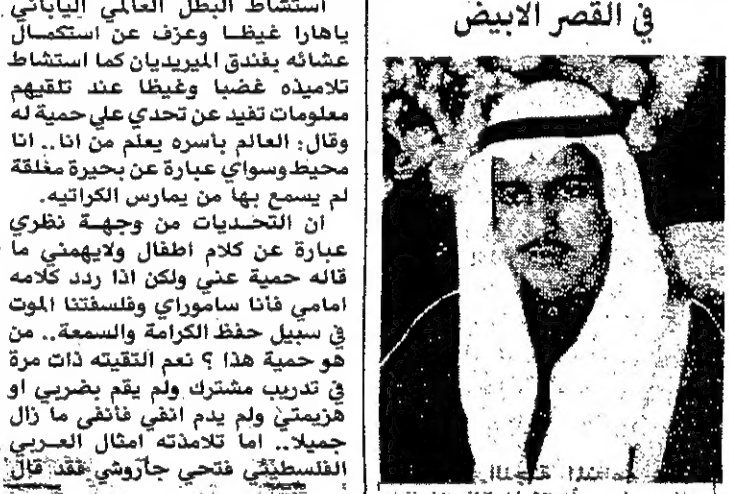 استشاط البطل العالمي الياباني
ياهارا غيظا وعزف عن استكمال
عشائه بفندق الميريديان كما استشاط
تلاميذه غضبا وغيظا عند تلقيهم
معلومات تفيد عن تحدي علي حمية له
وقال: العالم بأسره يعلم من انا.. انا
محيط وسواي عبارة عن بحيرة مغلقة
لم يسمع بها من يمارس الكراتيه.
ان التحديات من وجهة نظري
عبارة عن كلام اطفال ولايهمني ما
قاله حمية عني ولكن اذا ردد كلامه
امامي فأنا ساموراي وفلسفتنا الموت
في سبيل حفظ الكرامة والسمعة.. من
هو حمية هذا ؟ نعم التقيته ذات مرة
في تدريب مشترك ولم يقم بضربي او
هزيمتي ولم يدم انفي فأنفى ما زال
جميلا.. اما تلامذته امثال العربي
الفلسطيني فتحي جاروشي فقد قال
في القصر الابيض